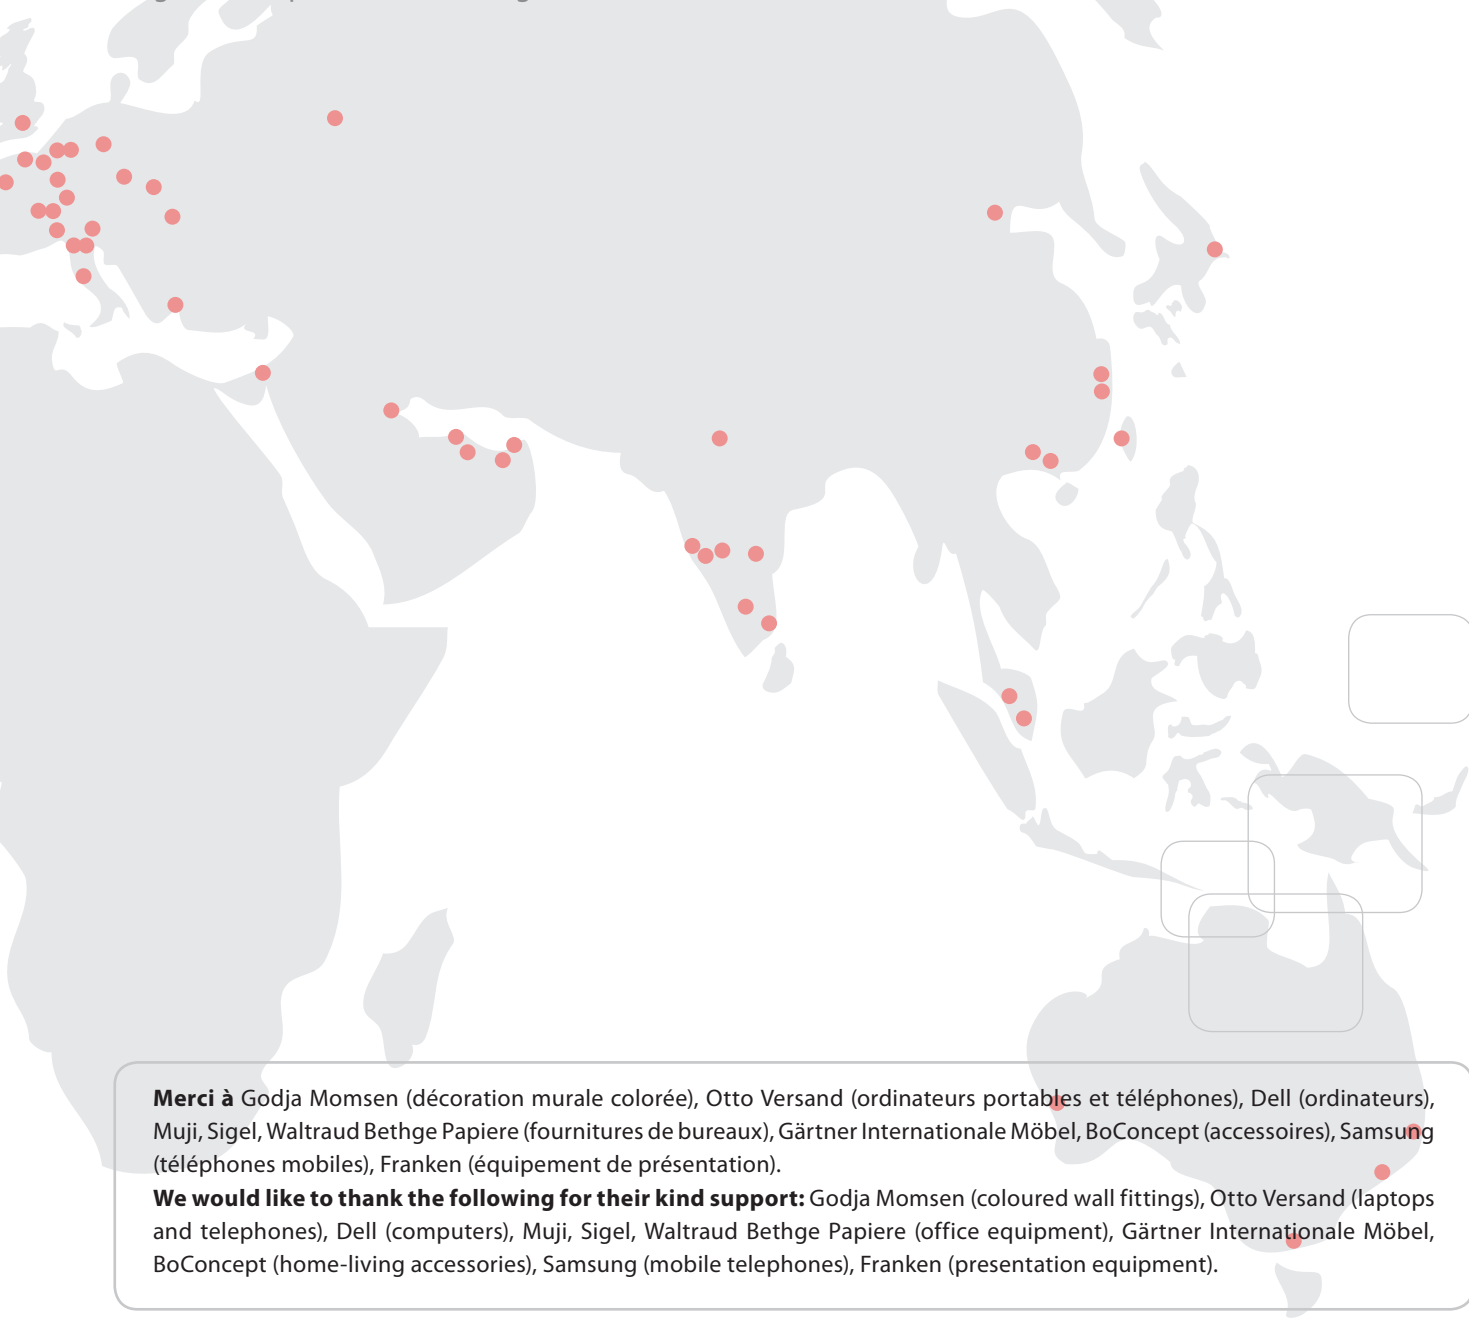 Merci à Godja Momsen (décoration murale colorée), Otto Versand (ordinateurs portables et téléphones), Dell (ordinateurs),
Muji, Sigel, Waltraud Bethge Papiere (fournitures de bureaux), Gärtner Internationale Möbel, BoConcept (accessoires), Samsung
(téléphones mobiles), Franken (équipement de présentation).
We would like to thank the following for their kind support: Godja Momsen (coloured wall fittings), Otto Versand (laptops
and telephones), Dell (computers), Muji, Sigel, Waltraud Bethge Papiere (office equipment), Gärtner Internationale Möbel,
BoConcept (home-living accessories), Samsung (mobile telephones), Franken (presentation equipment).